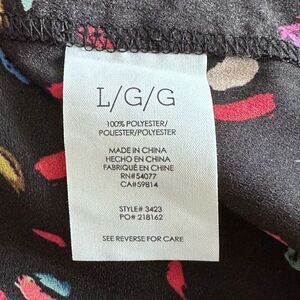 L/G/G
100% POLYESTER/
POLIESTER/POLYESTER
MADE IN CHINA
HECHO EN CHINA
FABRIQUÉ EN CHINE
RN#54077
CA#59814
STYLE# 3423
PO# 218162
SEE REVERSE FOR CARE